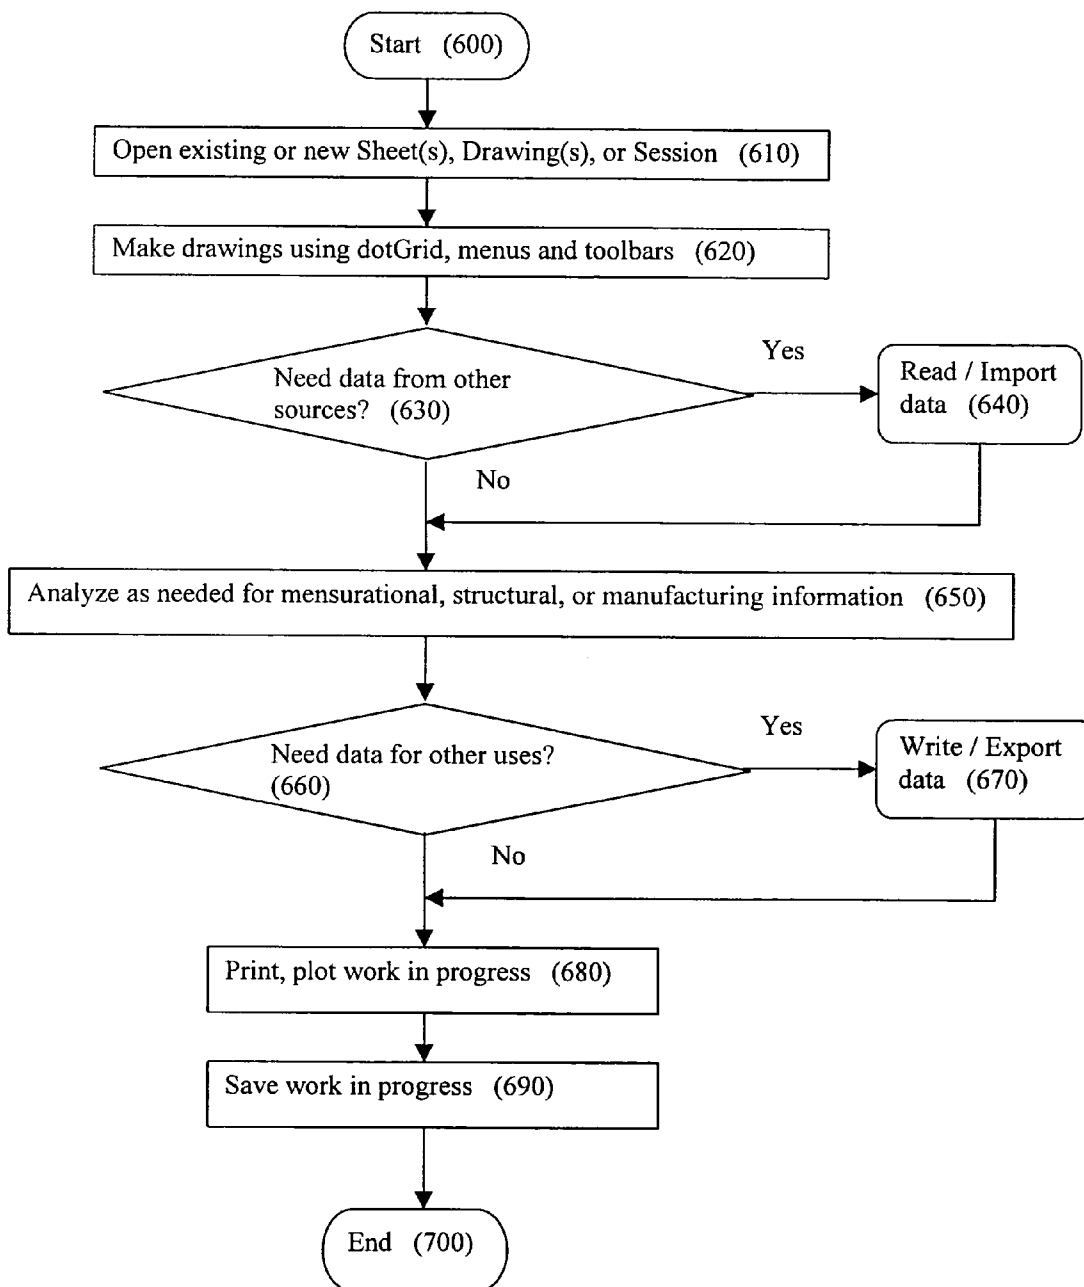 Start (600)
Open existing or new Sheet(s), Drawing(s), or Session (610)
Make drawings using dotGrid, menus and toolbars (620)
Need data from other
sources? (630)
Yes
Read / Import
data (640)
No
Analyze as needed for mensurational, structural, or manufacturing information (650)
Need data for other uses?
(660)
Yes
Write / Export
data (670)
No
Print, plot work in progress (680)
Save work in progress (690)
End (700)